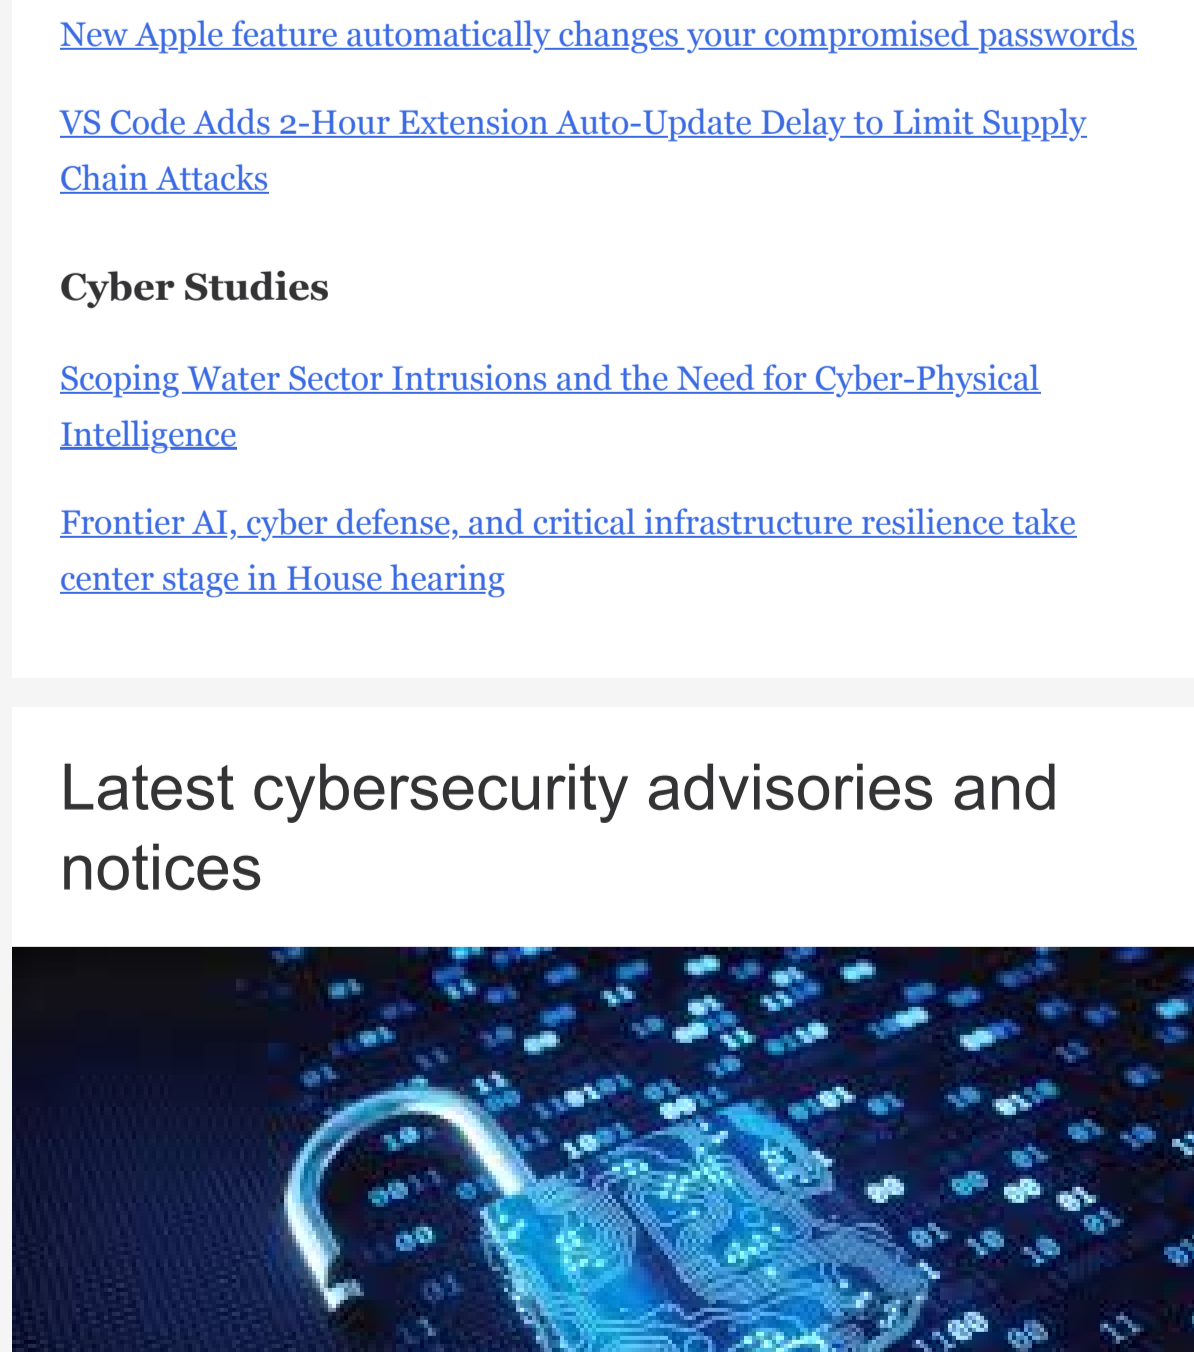 New Apple feature automatically changes your compromised passwords
VS Code Adds 2-Hour Extension Auto-Update Delay to Limit Supply
Chain Attacks
Cyber Studies
Scoping Water Sector Intrusions and the Need for Cyber-Physical
Intelligence
Frontier AI, cyber defense, and critical infrastructure resilience take
center stage in House hearing
Latest cybersecurity advisories and
notices